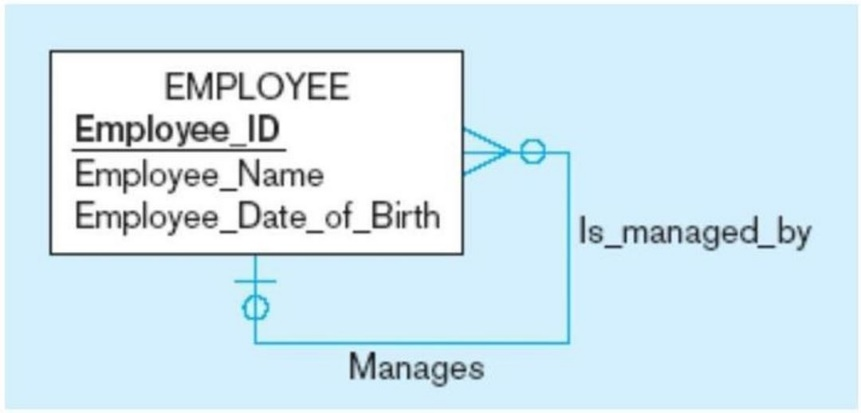 EMPLOYEE
Employee_ID
Employee_Name
Employee_Date_of_Birth
Is_managed_by
Manages